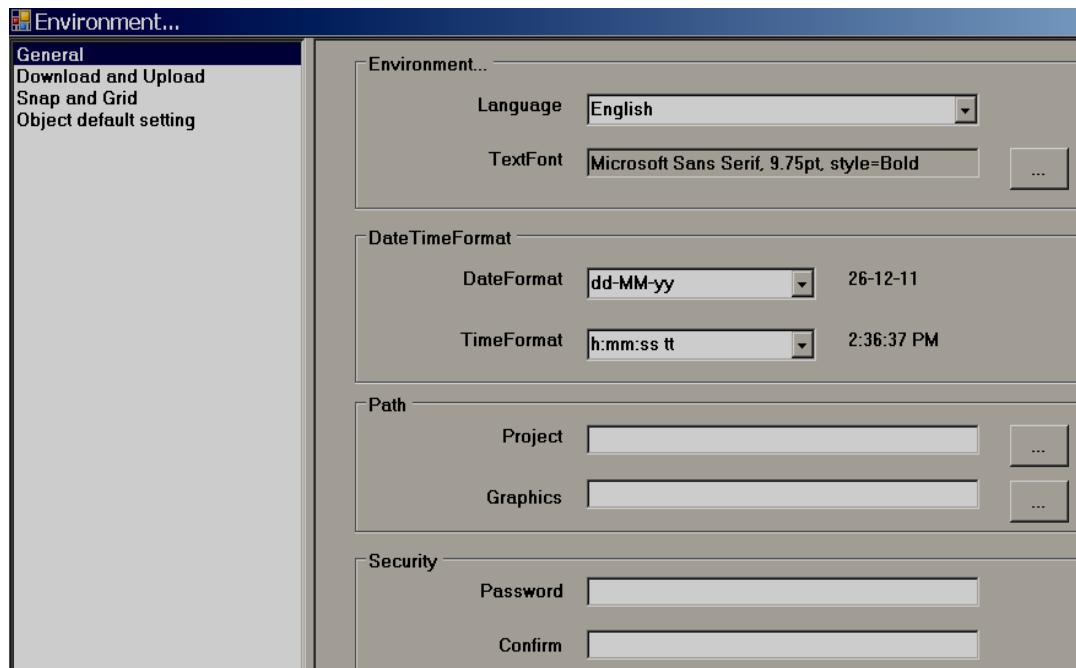 Environment...
General
Download and Upload
Snap and Grid
Object default setting
Environment...
Language English
TextFont Microsoft Sans Serif, 9.75pt, style=Bold ...
DateTimeFormat
DateFormat dd-MM-yy 26-12-11
TimeFormat h:mm:ss tt 2:36:37 PM
Path
Project ...
Graphics ...
Security
Password
Confirm